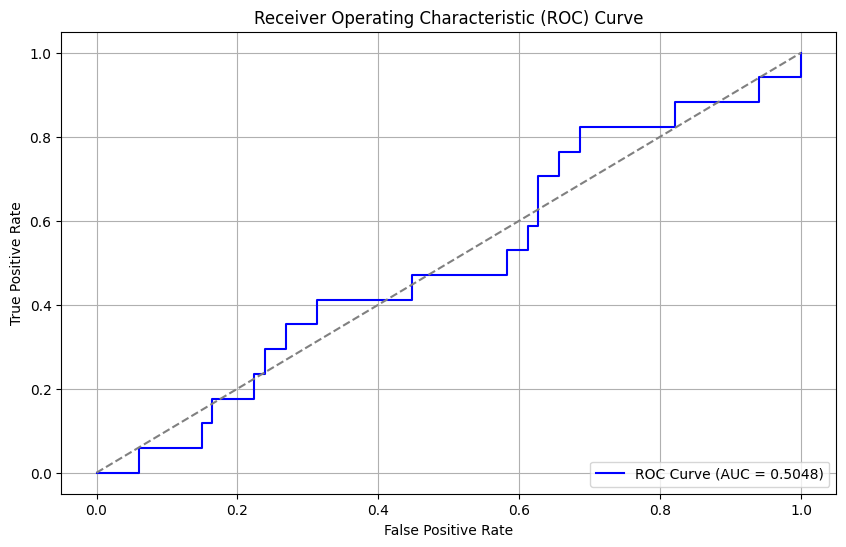 Receiver Operating Characteristic (ROC) Curve
True Positive Rate
1.0
0.8
0.6
0.4
0.2
0.0
ROC Curve (AUC = 0.5048)
0.0 0.2 0.4 0.6 0.8 1.0
False Positive Rate